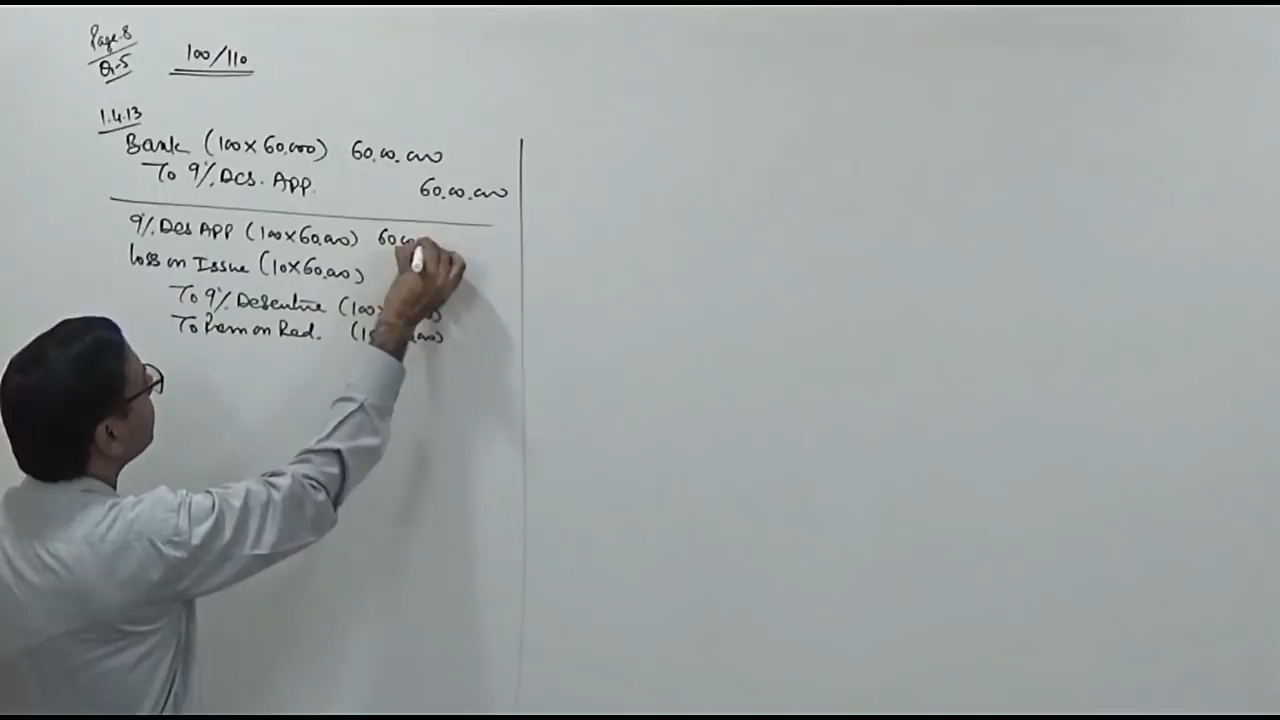 Page.8
Q.5
100/110
1.4.13
Bank (100×60,000) 60,00,000
To 9% Dcs. App. 60,00,000
9% Des App (100×60,000) 60,00
loss on Issue (10×60,00)
To 9% Debenture (100
To Prem on Red. (1